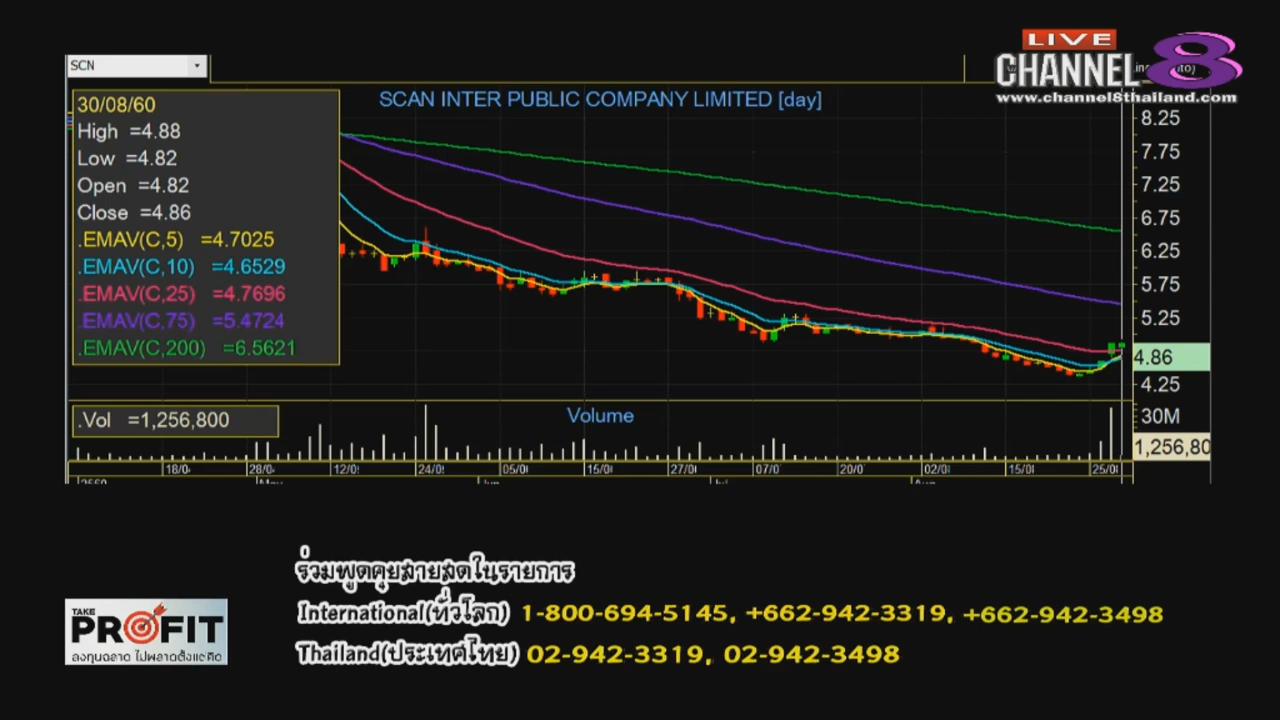 SCN
LIVE
CHANNEL 8
www.channel8thailand.com
30/08/60
High =4.88
Low =4.82
Open =4.82
Close =4.86
.EMAV(C,5) =4.7025
.EMAV(C,10) =4.6529
.EMAV(C,25) =4.7696
.EMAV(C,75) =5.4724
.EMAV(C,200) =6.5621
SCAN INTER PUBLIC COMPANY LIMITED [day]
8.25
7.75
7.25
6.75
6.25
5.75
5.25
4.86
4.25
.Vol =1,256,800
Volume
30M
1,256,80
18/0 28/0 12/0 24/0 05/0 15/0 27/0 07/0 20/0 02/0 15/0 25/0
2560 May Jun Jul Aug
ร่วมพูดคุยสายสดในรายการ
International(ทั่วโลก) 1-800-694-5145, +662-942-3319, +662-942-3498
Thailand(ประเทศไทย) 02-942-3319, 02-942-3498
TAKE
PROFIT
ลงทุนฉลาด ไม่พลาดตั้งแต่คิด